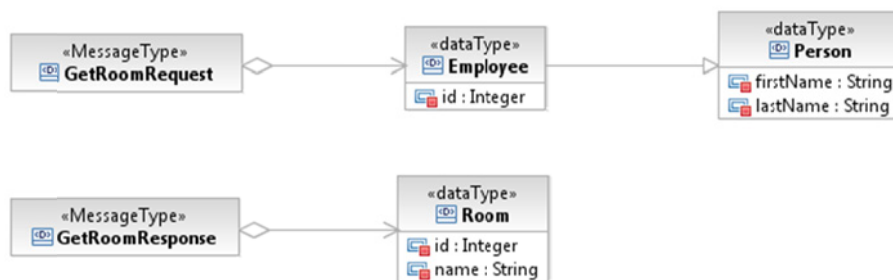 «MessageType»
GetRoomRequest
«dataType»
Employee
id : Integer
«dataType»
Person
firstName : String
lastName : String
«MessageType»
GetRoomResponse
«dataType»
Room
id : Integer
name : String